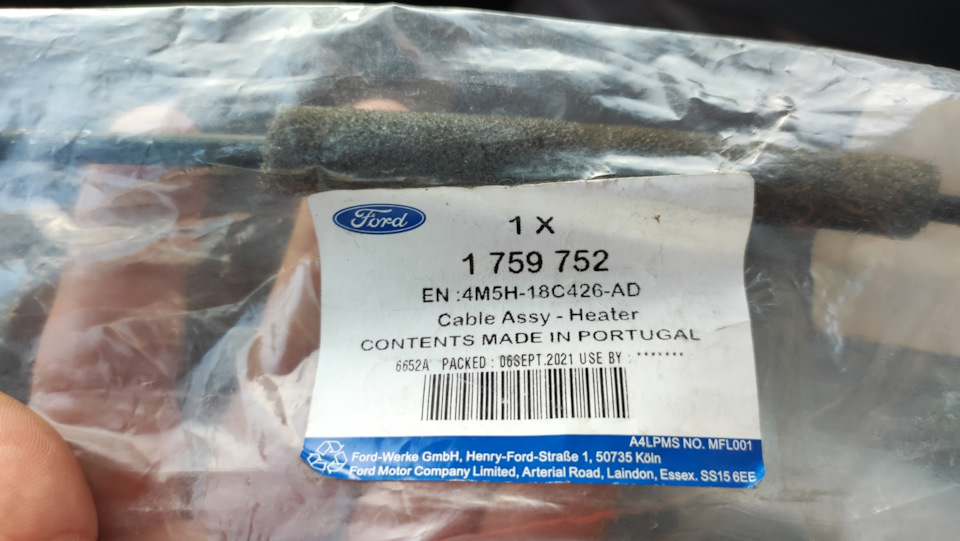 Ford
1 X
1 759 752
EN :4M5H-18C426-AD
Cable Assy - Heater
CONTENTS MADE IN PORTUGAL
6652A PACKED : 06SEPT.2021 USE BY : *******
A4LPMS NO. MFL001
Ford-Werke GmbH, Henry-Ford-Straße 1, 50735 Köln
Ford Motor Company Limited, Arterial Road, Laindon, Essex. SS15 6EE